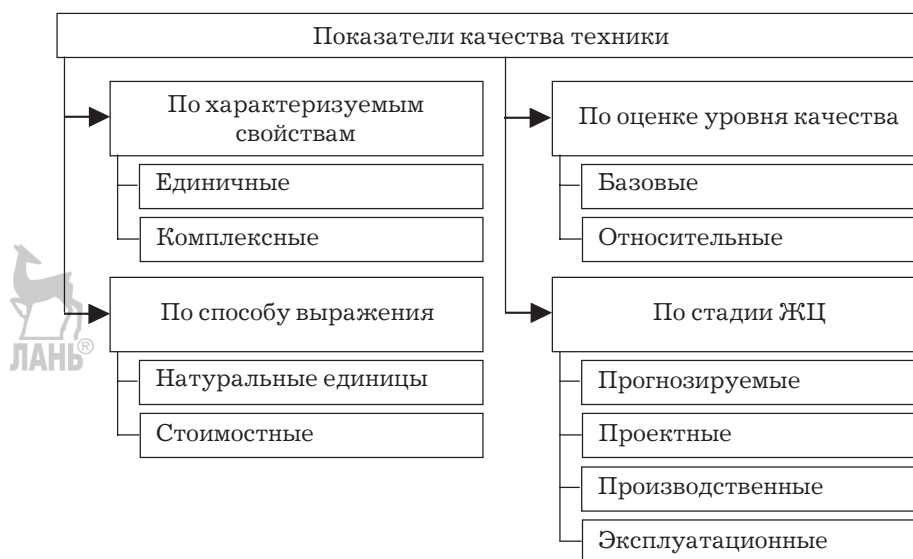 Показатели качества техники
По характеризуемым
свойствам
Единичные
Комплексные
По способу выражения
Натуральные единицы
Стоимостные
По оценке уровня качества
Базовые
Относительные
По стадии ЖЦ
Прогнозируемые
Проектные
Производственные
Эксплуатационные
ЛАНЬ®